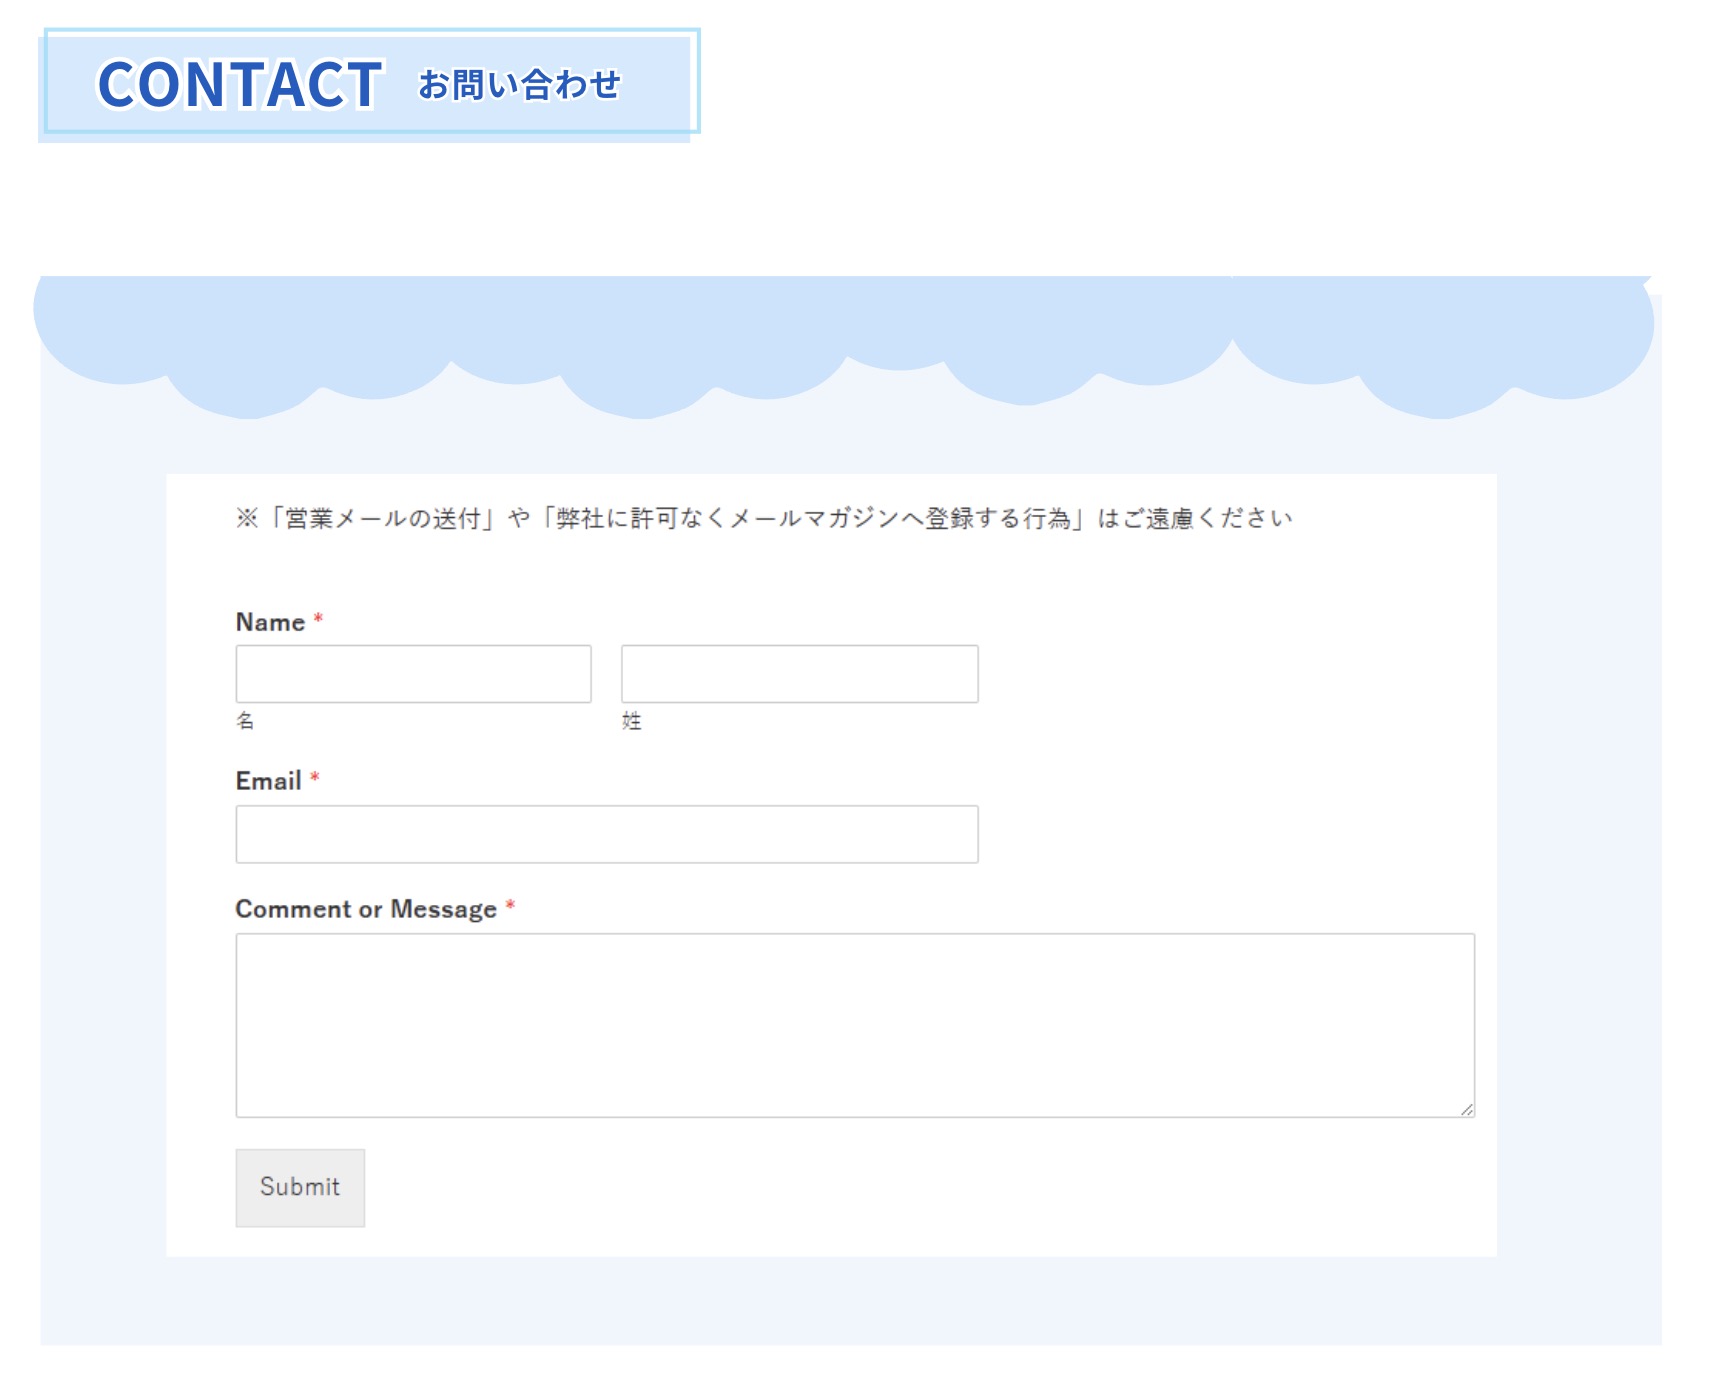 CONTACT お問い合わせ
※「営業メールの送付」や「弊社に許可なくメールマガジンへ登録する行為」はご遠慮ください
Name *
名 姓
Email *
Comment or Message *
Submit